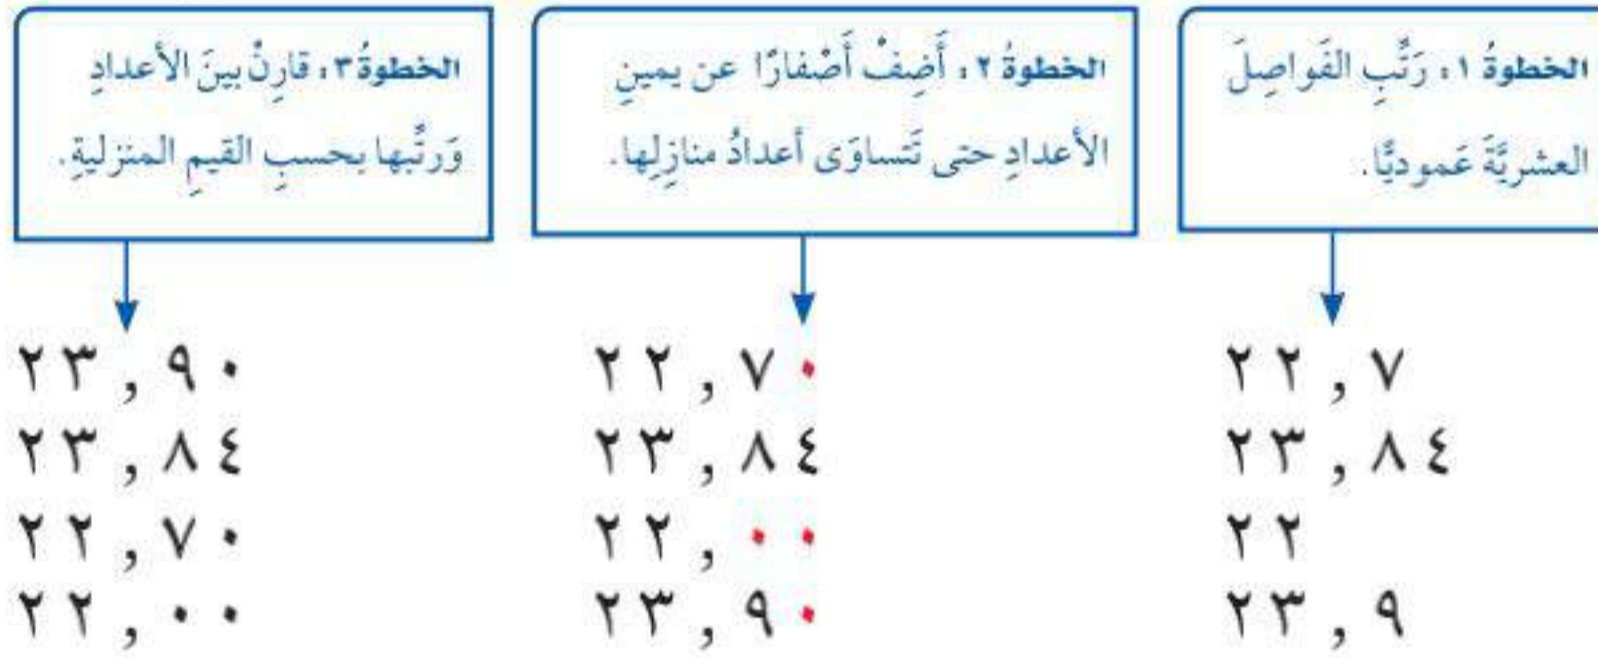 الخطوةُ ١: رَتِّبِ الفَواصِلَ
العشريَّةَ عَموديًّا.
٢٢,٧
٢٣,٨٤
٢٢
٢٣,٩
الخطوةُ ٢: أَضِفْ أَصْفارًا عن يمينِ
الأعدادِ حتى تَتساوَى أعدادُ منازِلِها.
٢٢,٧٠
٢٣,٨٤
٢٢,٠٠
٢٣,٩٠
الخطوةُ ٣: قارِنْ بينَ الأعدادِ
وَرتِّبها بحسبِ القيمِ المنزليةِ.
٢٣,٩٠
٢٣,٨٤
٢٢,٧٠
٢٢,٠٠